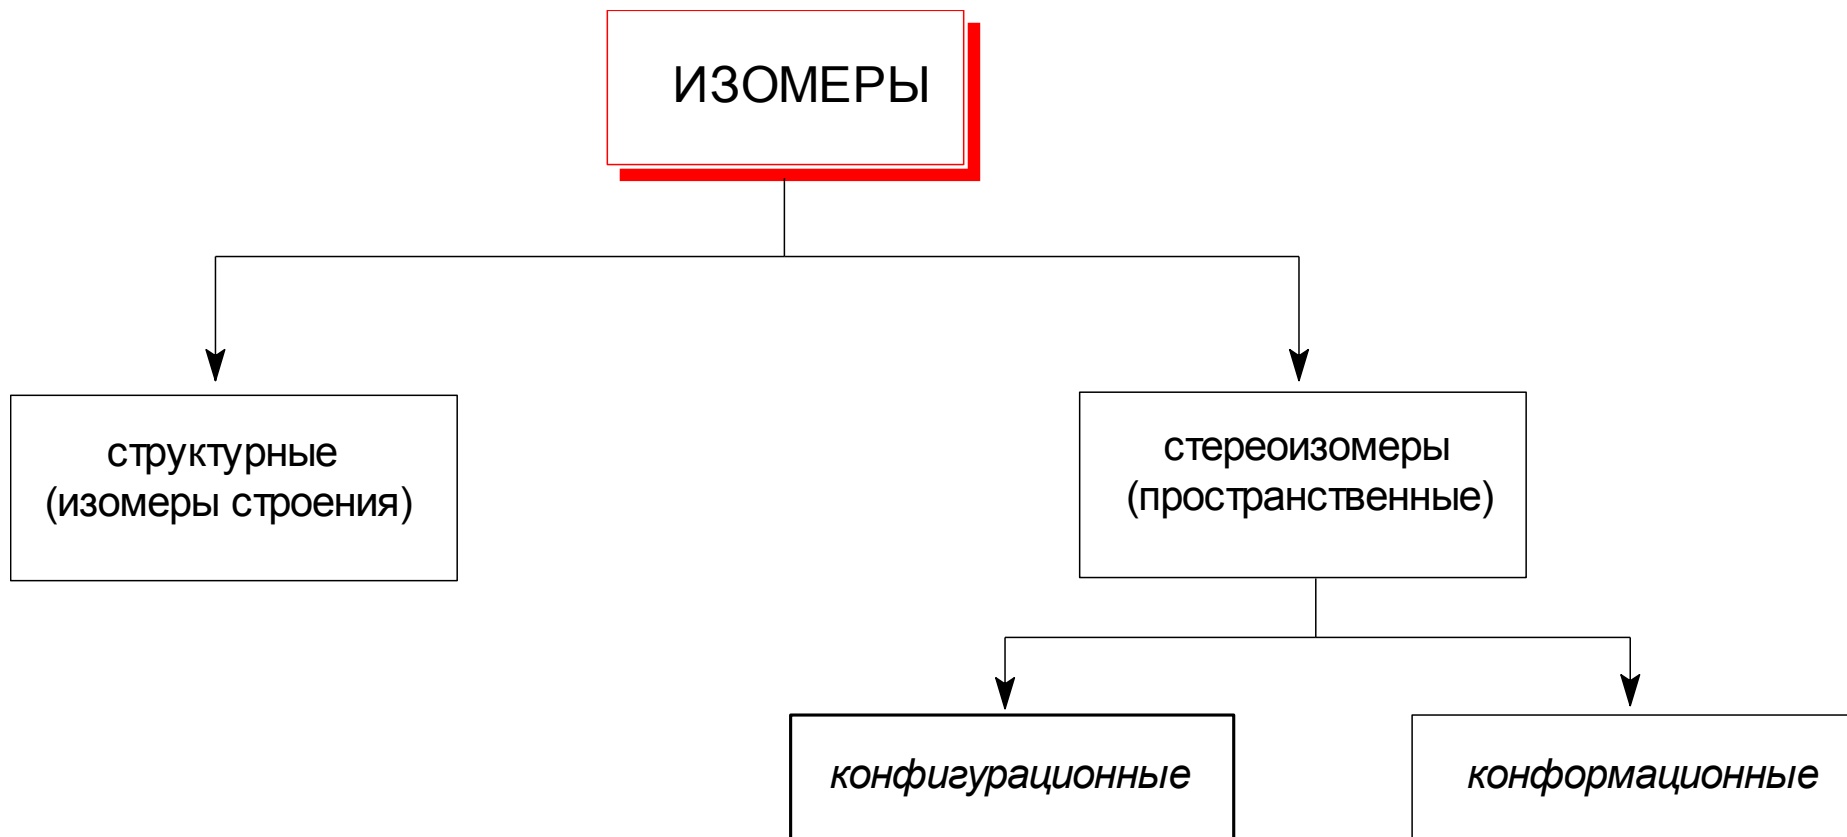 ИЗОМЕРЫ
структурные
(изомеры строения)
стереоизомеры
(пространственные)
конфигурационные
конформационные